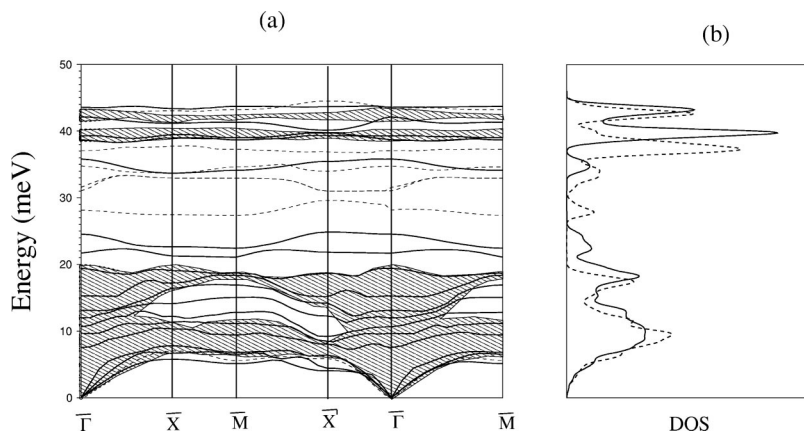 (a)
(b)
50
40
30
20
10
0
Energy (meV)
Γ̅ X̅ M̅ X̅' Γ̅ M̅
DOS